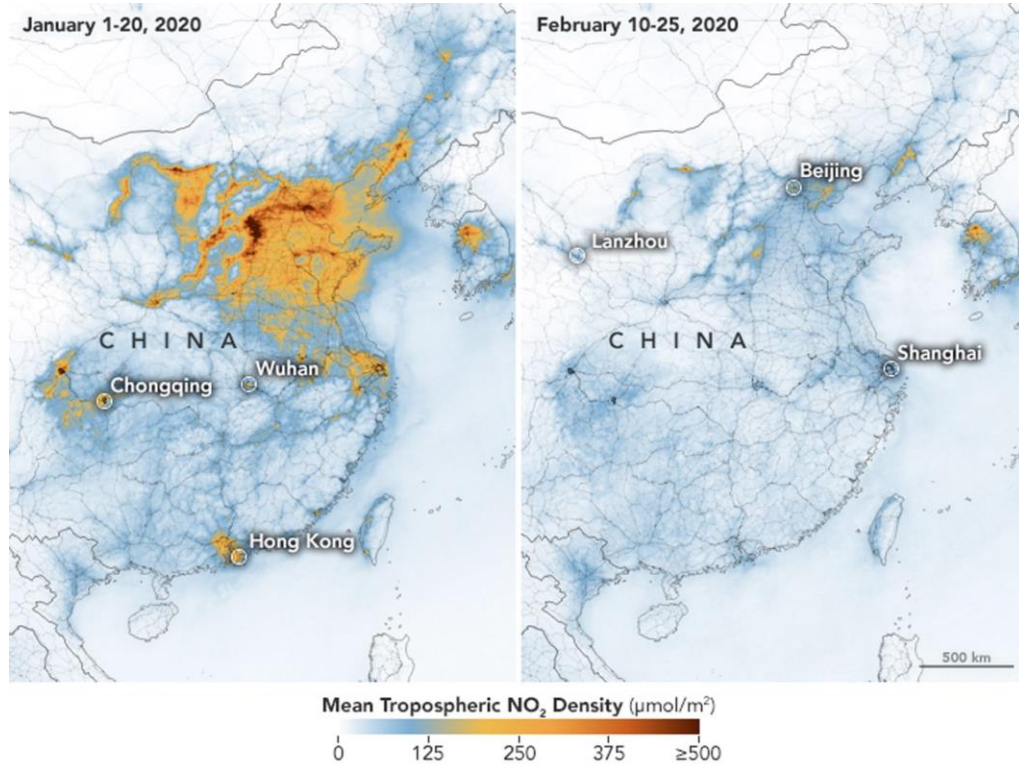 January 1-20, 2020
February 10-25, 2020
Beijing
Lanzhou
CHINA
CHINA
Shanghai
Wuhan
Chongqing
Hong Kong
500 km
Mean Tropospheric NO₂ Density (µmol/m²)
0 125 250 375 ≥500